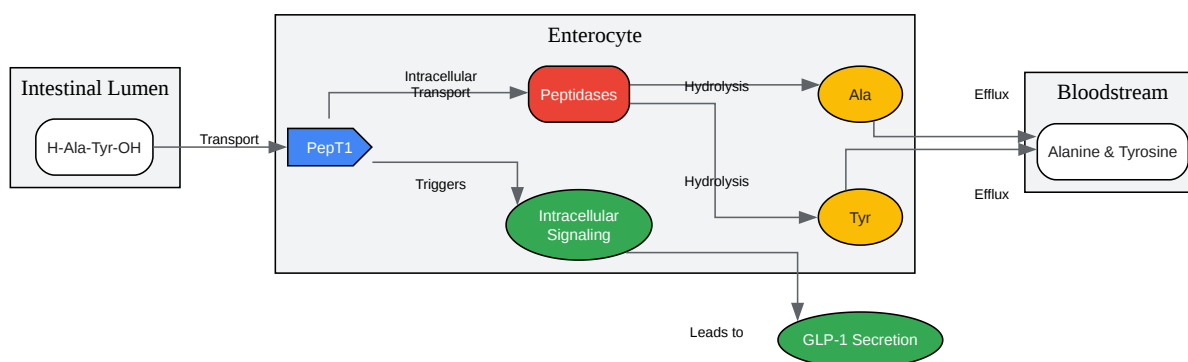 Enterocyte
Intestinal Lumen
H-Ala-Tyr-OH
Transport
PepT1
Intracellular
Transport
Triggers
Peptidases
Intracellular
Signaling
Hydrolysis
Hydrolysis
Ala
Tyr
Efflux
Efflux
Bloodstream
Alanine & Tyrosine
Leads to
GLP-1 Secretion